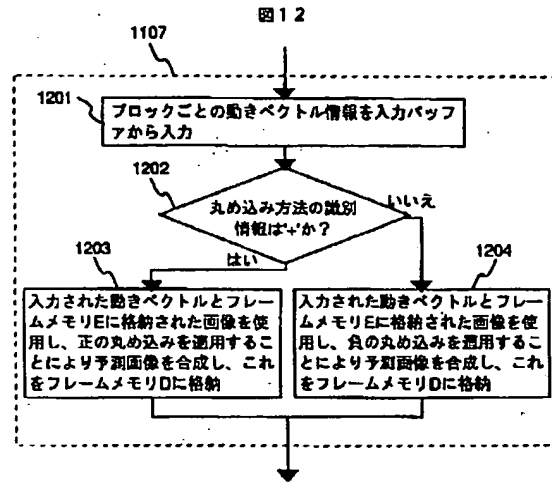 図12
1107
1201
ブロックごとの動きベクトル情報を入力バッフ
ァから入力
1202
丸め込み方法の識別
情報は'+'か?
いいえ
はい
1203
入力された動きベクトルとフレー
ムメモリEに格納された画像を使
用し、正の丸め込みを適用するこ
とにより予測画像を合成し、これ
をフレームメモリDに格納
1204
入力された動きベクトルとフレー
ムメモリEに格納された画像を使
用し、負の丸め込みを適用するこ
とにより予測画像を合成し、これ
をフレームメモリDに格納